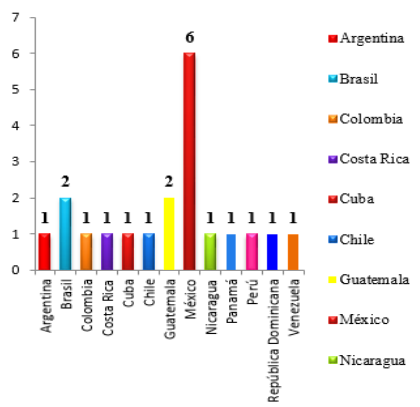 7
6
5
4
3
2
1
0
1 2 1 1 1 1 2 6 1 1 1 1 1
Argentina
Brasil
Colombia
Costa Rica
Cuba
Chile
Guatemala
México
Nicaragua
Panamá
Perú
República Dominicana
Venezuela
Argentina
Brasil
Colombia
Costa Rica
Cuba
Chile
Guatemala
México
Nicaragua